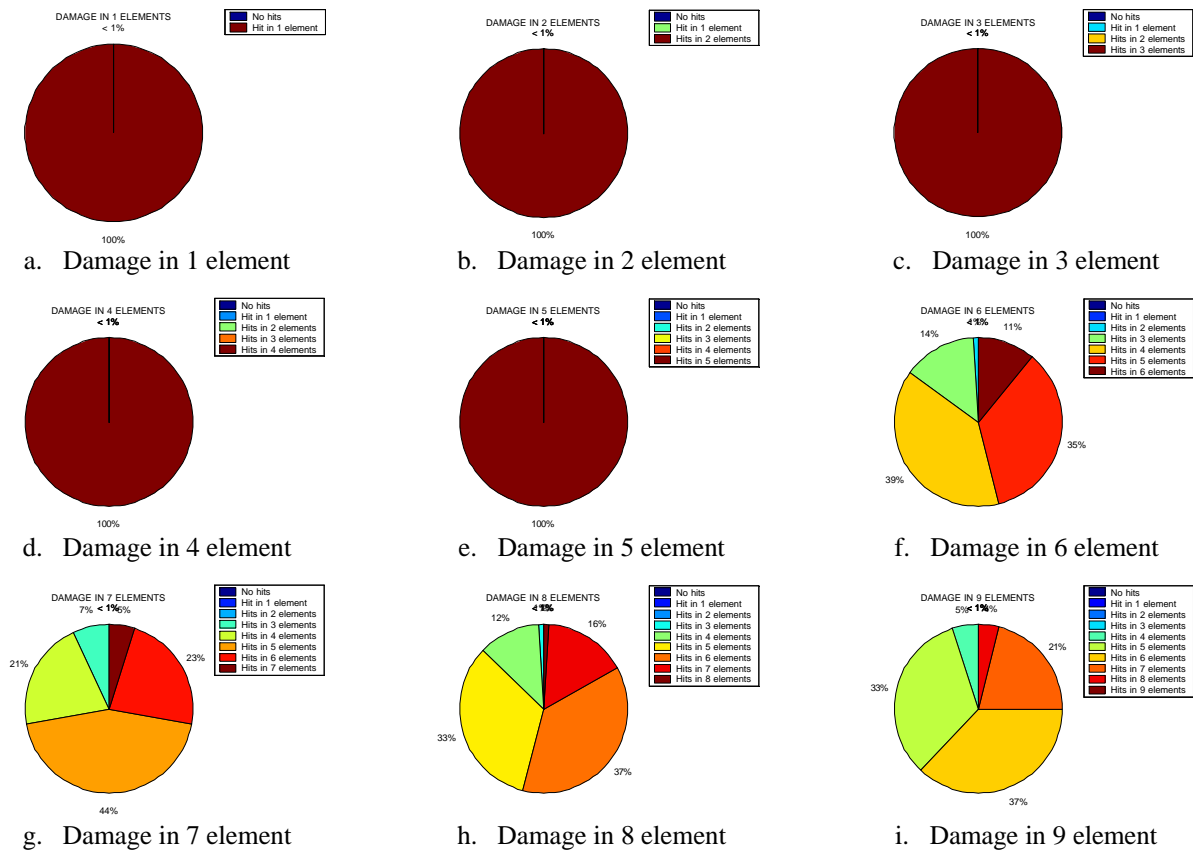 DAMAGE IN 1 ELEMENTS
< 1%
No hits
Hit in 1 element
100%
a. Damage in 1 element
DAMAGE IN 2 ELEMENTS
< 1%
No hits
Hit in 1 element
Hits in 2 elements
100%
b. Damage in 2 element
DAMAGE IN 3 ELEMENTS
< 1%
No hits
Hit in 1 element
Hits in 2 elements
Hits in 3 elements
100%
c. Damage in 3 element
DAMAGE IN 4 ELEMENTS
< 1%
No hits
Hit in 1 element
Hits in 2 elements
Hits in 3 elements
Hits in 4 elements
100%
d. Damage in 4 element
DAMAGE IN 5 ELEMENTS
< 1%
No hits
Hit in 1 element
Hits in 2 elements
Hits in 3 elements
Hits in 4 elements
Hits in 5 elements
100%
e. Damage in 5 element
DAMAGE IN 6 ELEMENTS
11%
14%
No hits
Hit in 1 element
Hits in 2 elements
Hits in 3 elements
Hits in 4 elements
Hits in 5 elements
Hits in 6 elements
35%
39%
f. Damage in 6 element
DAMAGE IN 7 ELEMENTS
< 1%
7%
5%
No hits
Hit in 1 element
Hits in 2 elements
Hits in 3 elements
Hits in 4 elements
Hits in 5 elements
Hits in 6 elements
Hits in 7 elements
21%
23%
44%
g. Damage in 7 element
DAMAGE IN 8 ELEMENTS
12%
16%
No hits
Hit in 1 element
Hits in 2 elements
Hits in 3 elements
Hits in 4 elements
Hits in 5 elements
Hits in 6 elements
Hits in 7 elements
Hits in 8 elements
33%
37%
h. Damage in 8 element
DAMAGE IN 9 ELEMENTS
< 1%
5%
No hits
Hit in 1 element
Hits in 2 elements
Hits in 3 elements
Hits in 4 elements
Hits in 5 elements
Hits in 6 elements
Hits in 7 elements
Hits in 8 elements
Hits in 9 elements
21%
33%
37%
i. Damage in 9 element